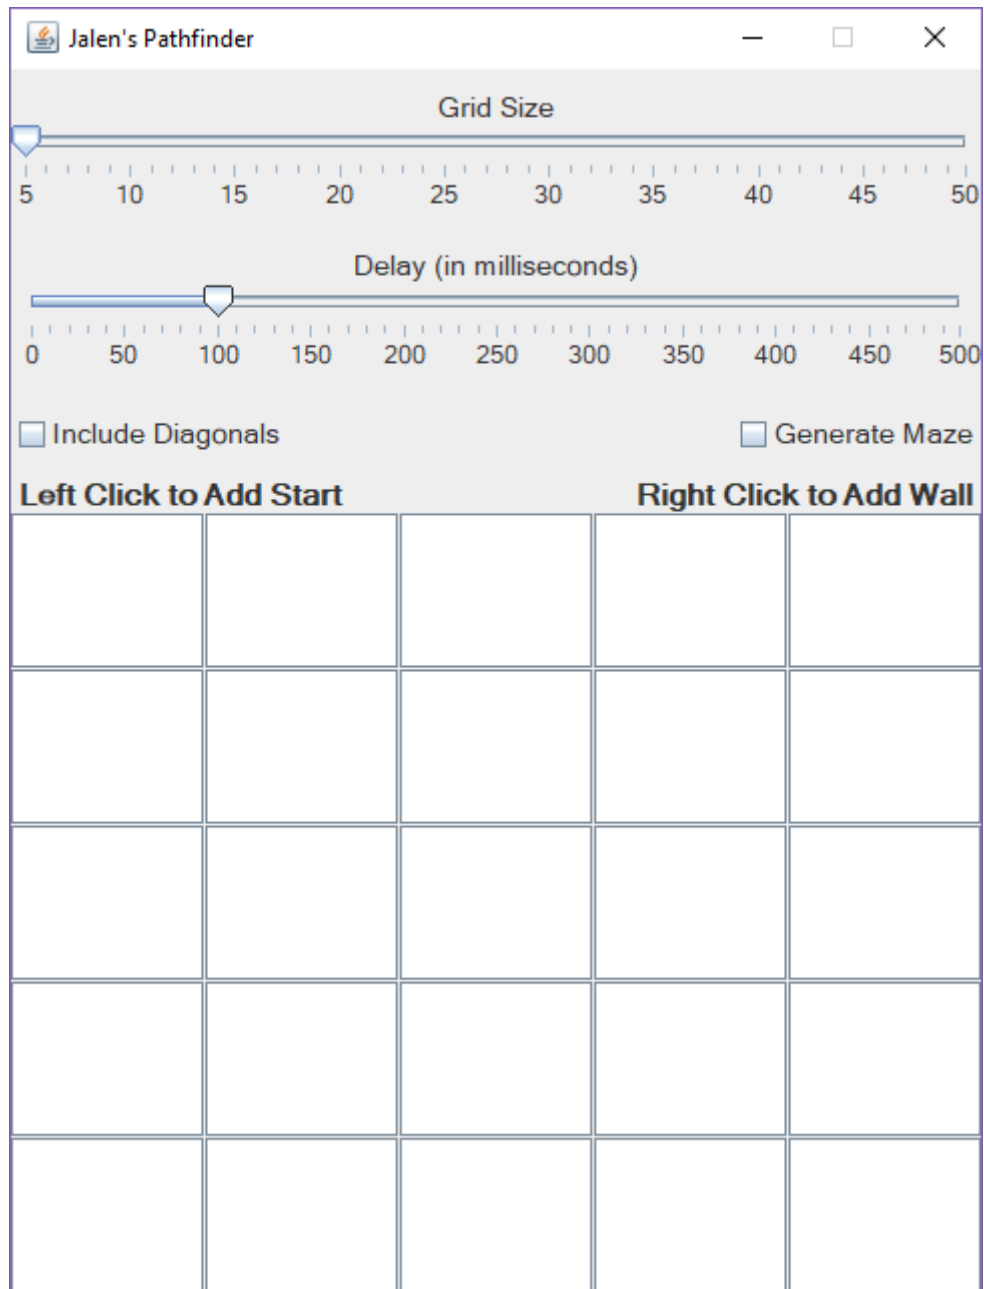 Jalen's Pathfinder
Grid Size
5 10 15 20 25 30 35 40 45 50
Delay (in milliseconds)
0 50 100 150 200 250 300 350 400 450 500
Include Diagonals Generate Maze
Left Click to Add Start Right Click to Add Wall